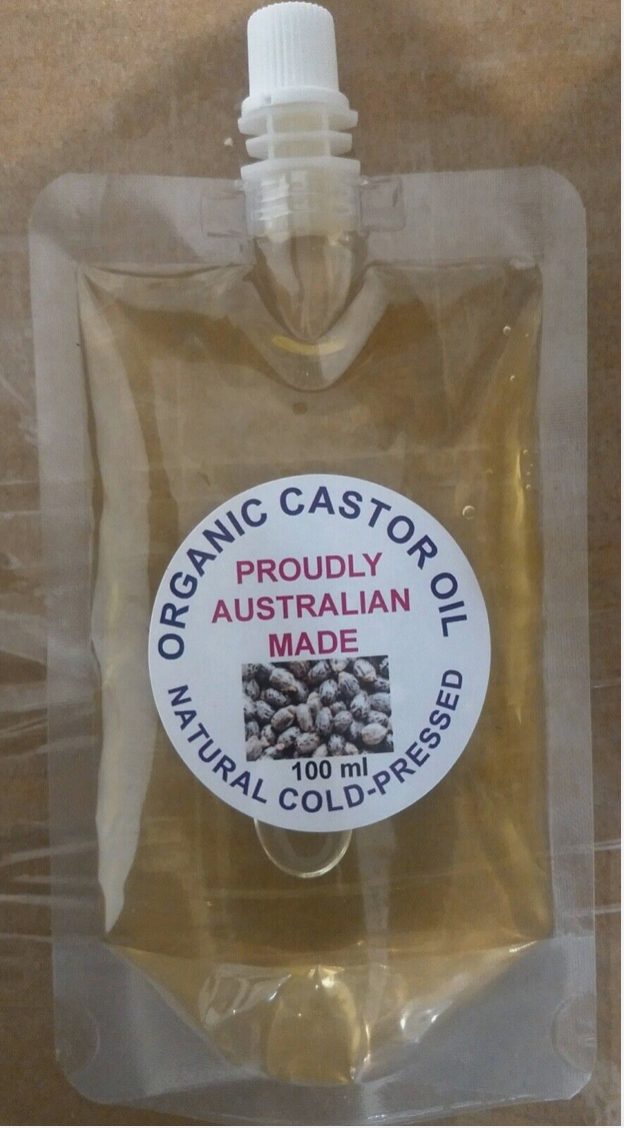 ORGANIC CASTOR OIL
PROUDLY
AUSTRALIAN
MADE
100 ml
NATURAL COLD-PRESSED